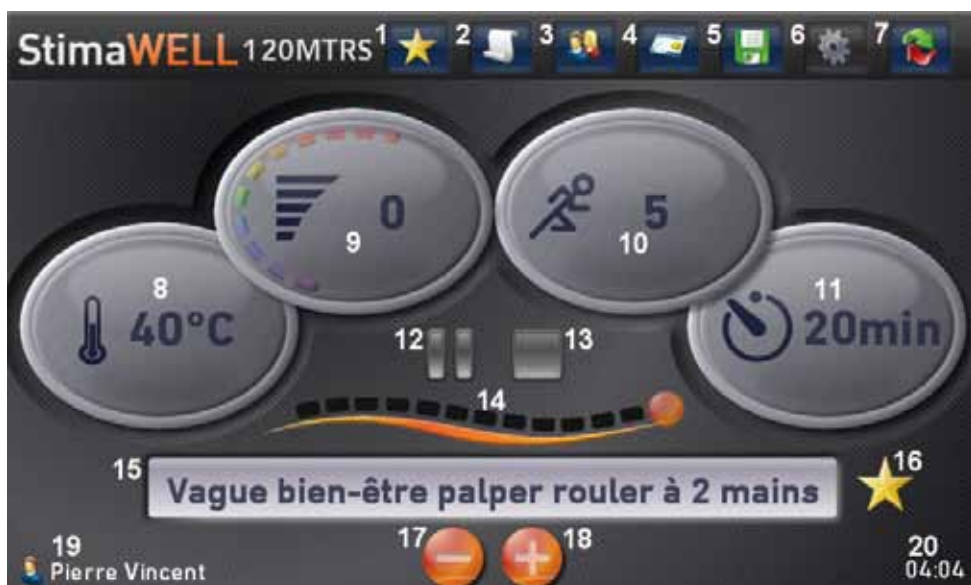 StimaWELL 120MTRS 1 2 3 4 5 6 7
9 0
10 5
8 40°C
11 20min
12 13
14
15 Vague bien-être palper rouler à 2 mains 16
17 - + 18
19 20
Pierre Vincent 04:04